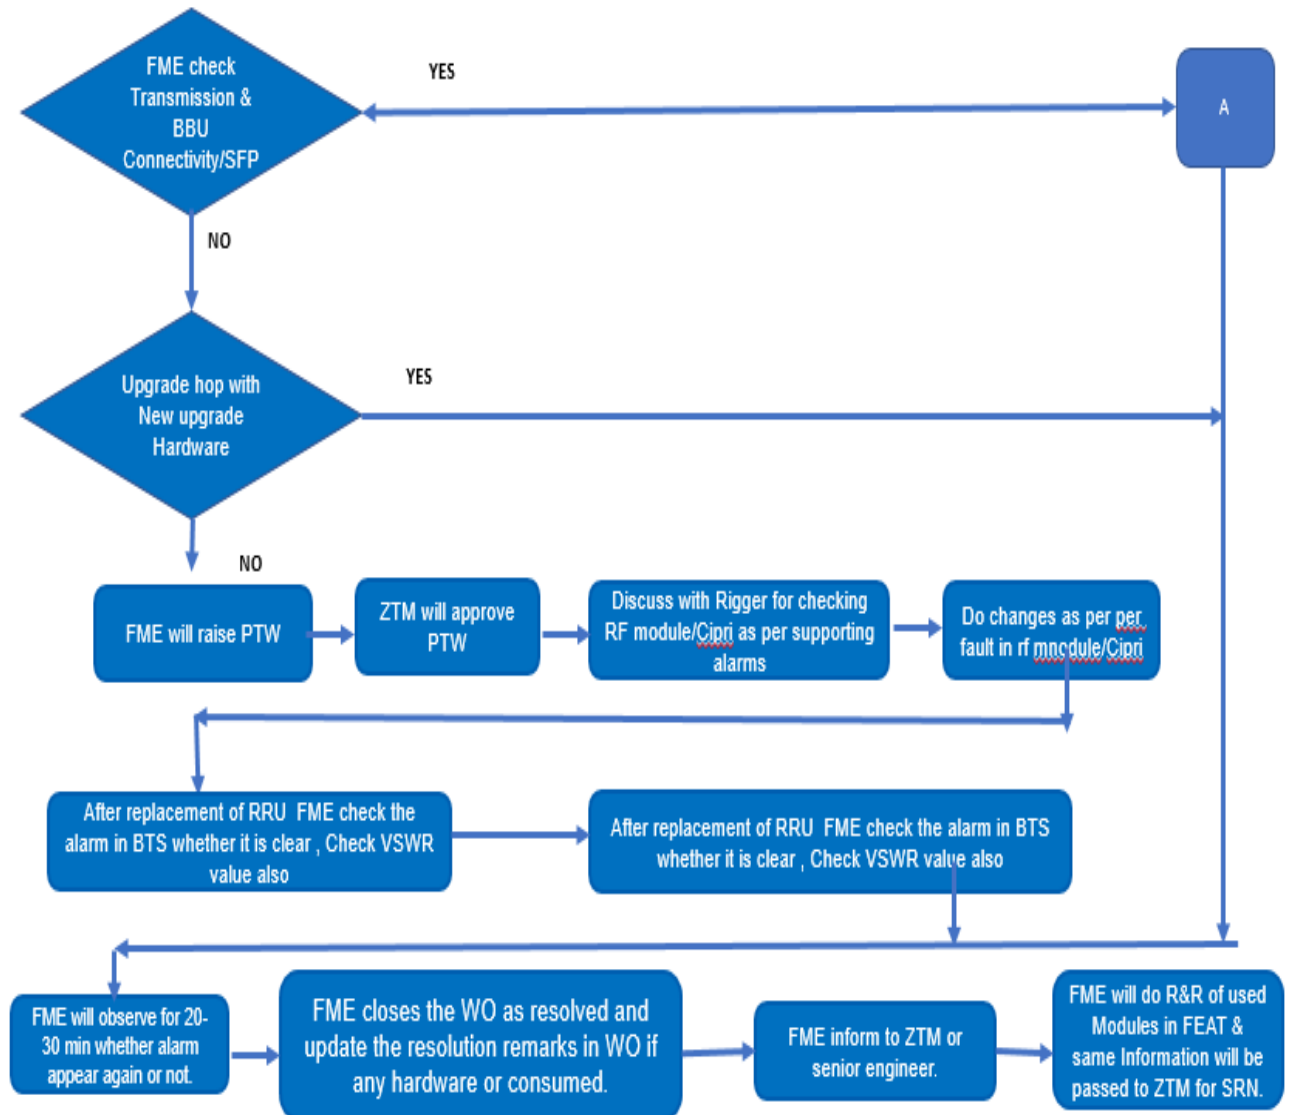 FME check
Transmission &
BBU
Connectivity/SFP
YES
A
NO
Upgrade hop with
New upgrade
Hardware
YES
NO
FME will raise PTW
ZTM will approve
PTW
Discuss with Rigger for checking
RF module/Cipri as per supporting
alarms
Do changes as per per
fault in rf mnodule/Cipri
After replacement of RRU FME check the
alarm in BTS whether it is clear , Check VSWR
value also
After replacement of RRU FME check the alarm in BTS
whether it is clear , Check VSWR value also
FME will observe for 20-
30 min whether alarm
appear again or not.
FME closes the WO as resolved and
update the resolution remarks in WO if
any hardware or consumed.
FME inform to ZTM or
senior engineer.
FME will do R&R of used
Modules in FEAT &
same Information will be
passed to ZTM for SRN.